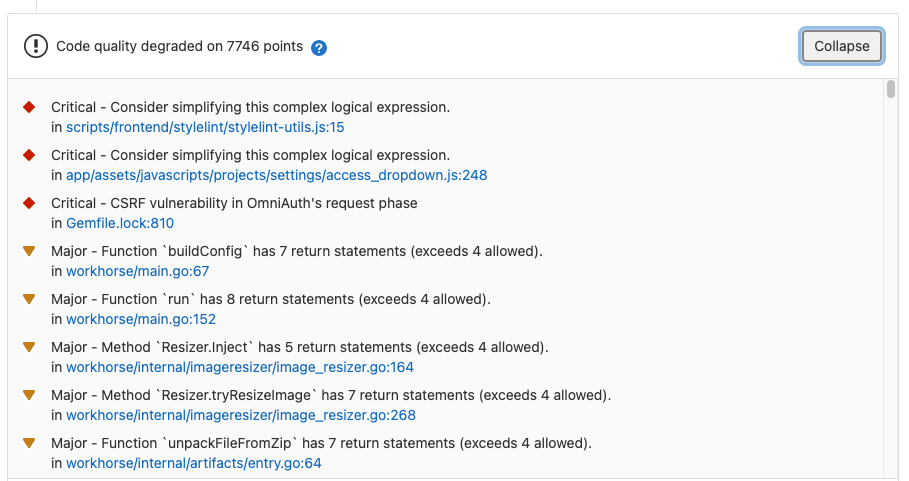 Code quality degraded on 7746 points ?
Collapse
Critical - Consider simplifying this complex logical expression.
in scripts/frontend/stylelint/stylelint-utils.js:15
Critical - Consider simplifying this complex logical expression.
in app/assets/javascripts/projects/settings/access_dropdown.js:248
Critical - CSRF vulnerability in OmniAuth's request phase
in Gemfile.lock:810
Major - Function `buildConfig` has 7 return statements (exceeds 4 allowed).
in workhorse/main.go:67
Major - Function `run` has 8 return statements (exceeds 4 allowed).
in workhorse/main.go:152
Major - Method `Resizer.Inject` has 5 return statements (exceeds 4 allowed).
in workhorse/internal/imageresizer/image_resizer.go:164
Major - Method `Resizer.tryResizeImage` has 7 return statements (exceeds 4 allowed).
in workhorse/internal/imageresizer/image_resizer.go:268
Major - Function `unpackFileFromZip` has 7 return statements (exceeds 4 allowed).
in workhorse/internal/artifacts/entry.go:64